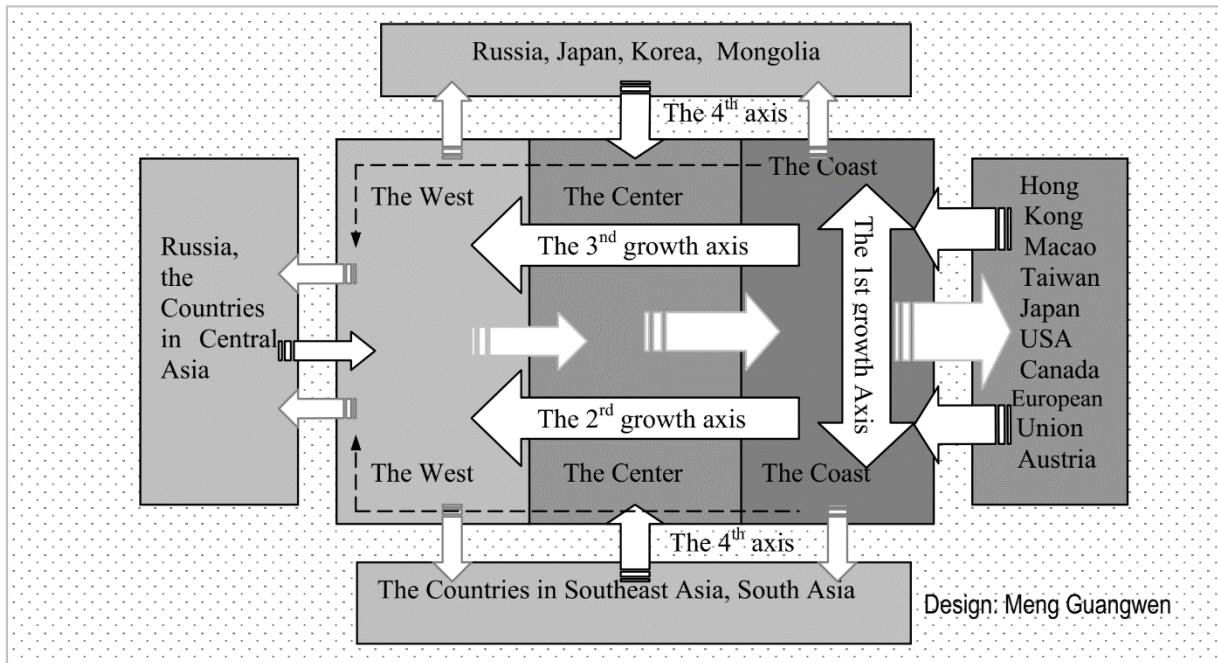 Russia, Japan, Korea, Mongolia
The 4th axis
The Coast
The West
The Center
The 3nd growth axis
The 1st growth Axis
Russia,
the
Countries
in Central
Asia
Hong
Kong
Macao
Taiwan
Japan
USA
Canada
European
Union
Austria
The 2rd growth axis
The West
The Center
The Coast
The 4th axis
The Countries in Southeast Asia, South Asia
Design: Meng Guangwen